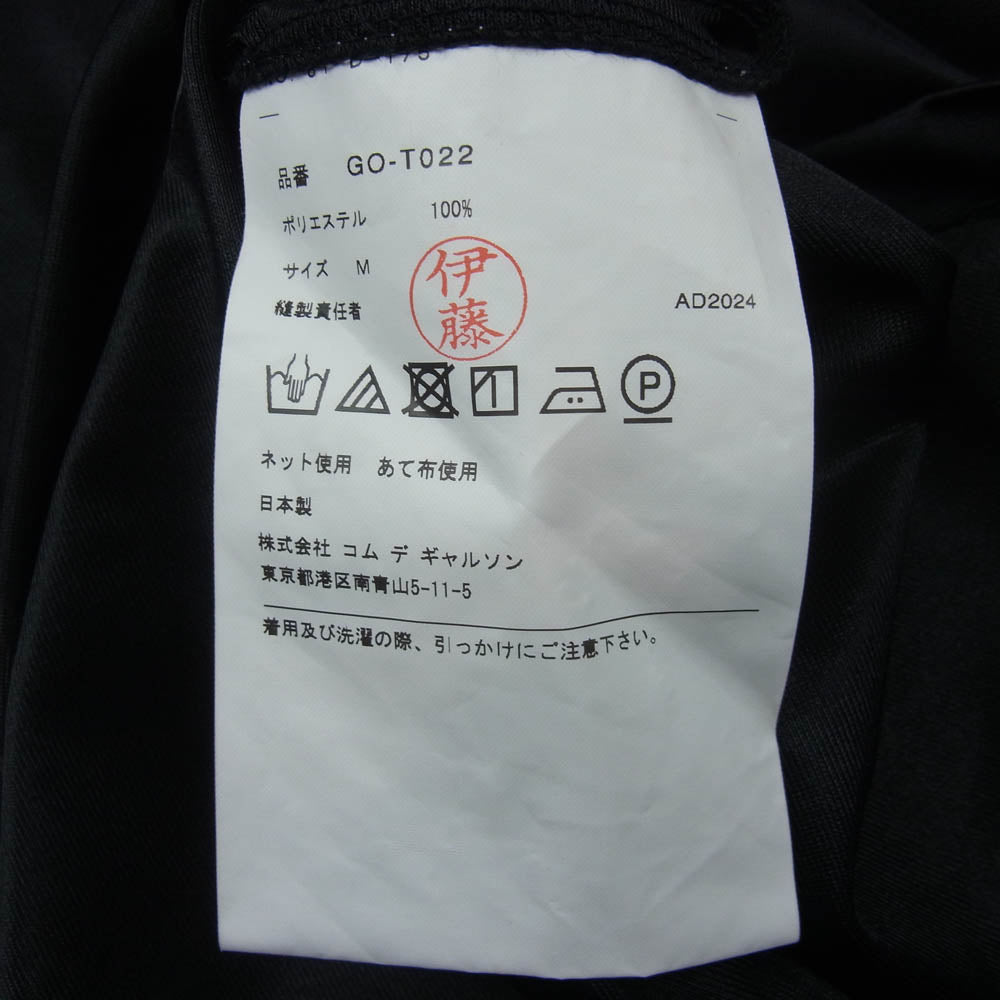 品番 GO-T022
ポリエステル 100%
サイズ M
縫製責任者
伊藤
AD2024
P
ネット使用 あて布使用
日本製
株式会社 コム デ ギャルソン
東京都港区南青山5-11-5
着用及び洗濯の際、引っかけにご注意下さい。